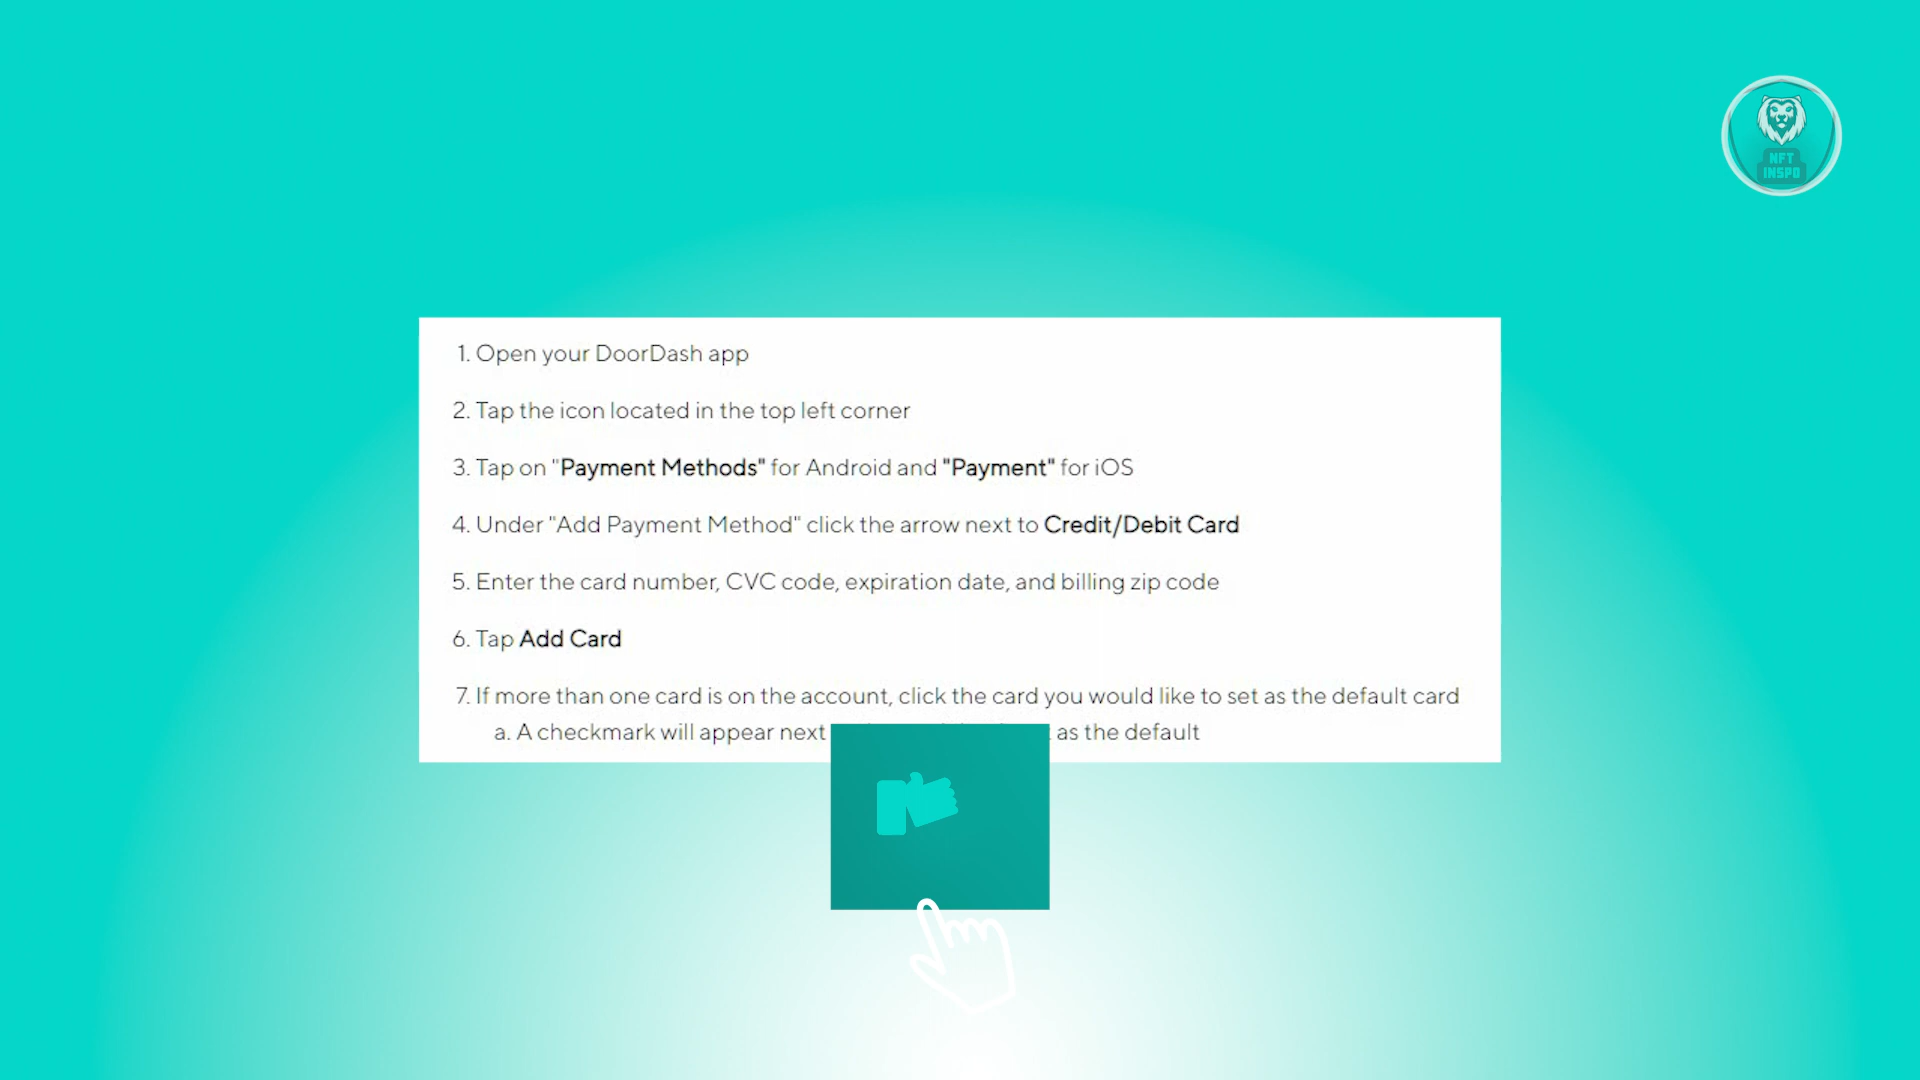 NFT
INSPO
1. Open your DoorDash app
2. Tap the icon located in the top left corner
3. Tap on "Payment Methods" for Android and "Payment" for iOS
4. Under "Add Payment Method" click the arrow next to Credit/Debit Card
5. Enter the card number, CVC code, expiration date, and billing zip code
6. Tap Add Card
7. If more than one card is on the account, click the card you would like to set as the default card
a. A checkmark will appear next as the default